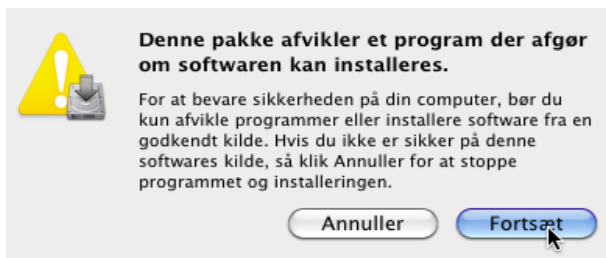 Denne pakke afvikler et program der afgør
om softwaren kan installeres.
For at bevare sikkerheden på din computer, bør du
kun afvikle programmer eller installere software fra en
godkendt kilde. Hvis du ikke er sikker på denne
softwares kilde, så klik Annuller for at stoppe
programmet og installeringen.
Annuller
Fortsæt